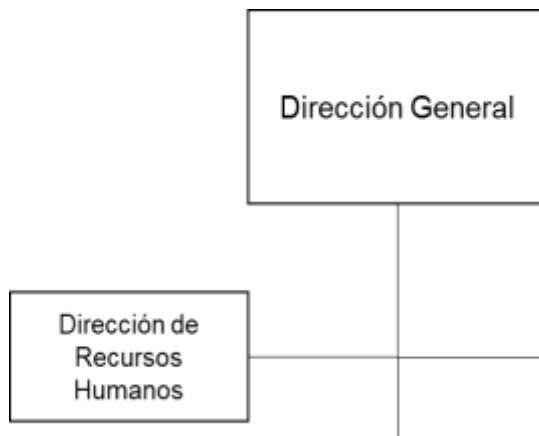 Dirección General
Dirección de
Recursos
Humanos